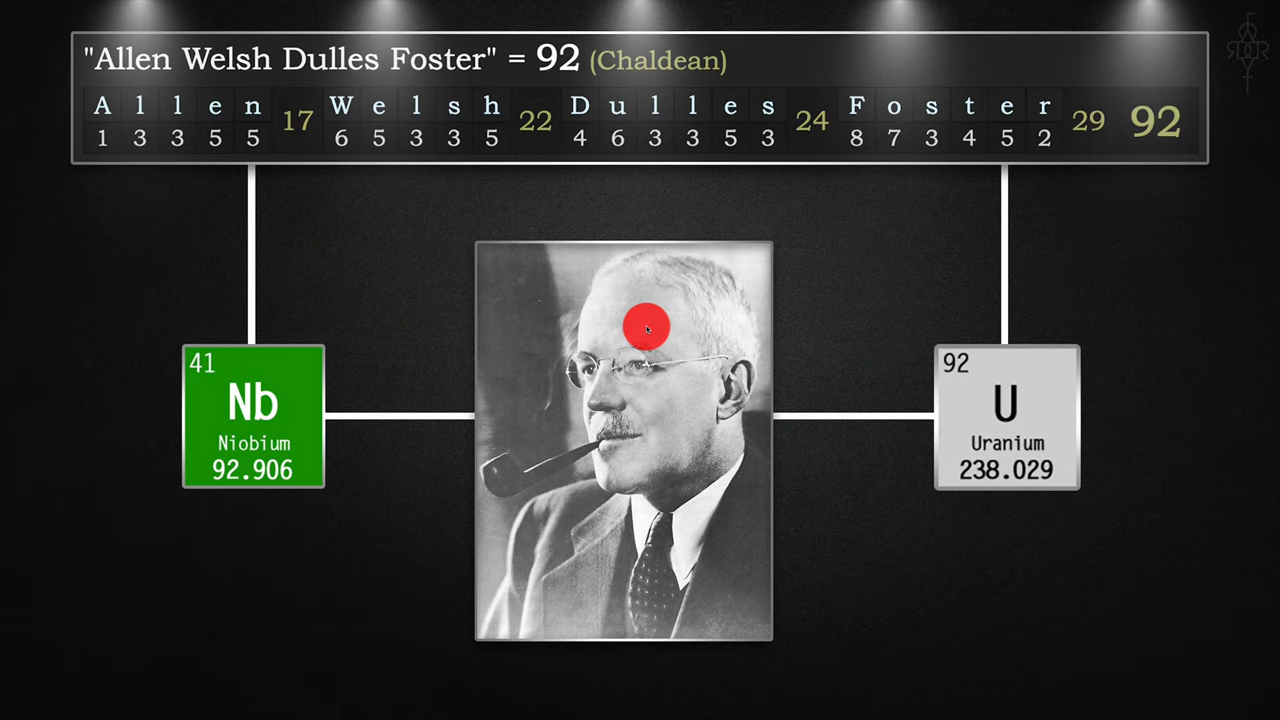 "Allen Welsh Dulles Foster" = 92 (Chaldean)
A l l e n 17 W e l s h 22 D u l l e s 24 F o s t e r 29 92
1 3 3 5 5 6 5 3 3 5 4 6 3 3 5 3 8 7 3 4 5 2
41
Nb
Niobium
92.906
92
U
Uranium
238.029